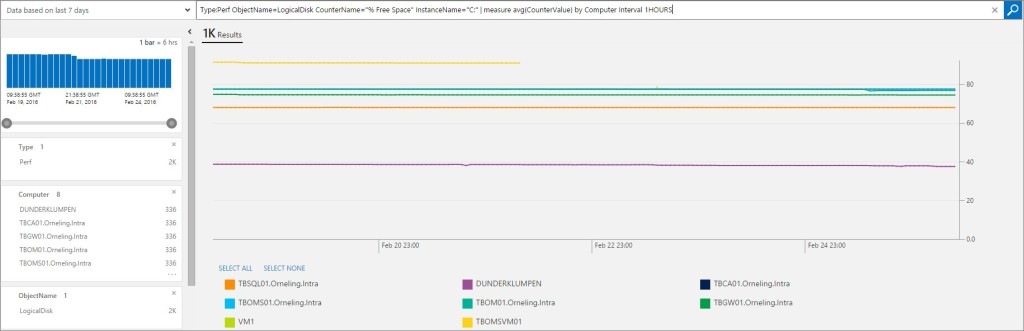 Data based on last 7 days
Type:Perf ObjectName=LogicalDisk CounterName="% Free Space" InstanceName="C:" | measure avg(CounterValue) by Computer Interval 1HOURS
1 bar = 6 hrs
09:38:55 GMT
Feb 19, 2016
21:38:55 GMT
Feb 21, 2016
09:38:55 GMT
Feb 24, 2016
Type 1
Perf 2K
Computer 8
DUNDERKLUMPEN 336
TBCA01.Orneling.Intra 336
TBGW01.Orneling.Intra 336
TBOM01.Orneling.Intra 336
TBOMS01.Orneling.Intra 336
...
ObjectName 1
LogicalDisk 2K
1K Results
80
60
40
20
0.0
Feb 20 23:00
Feb 22 23:00
Feb 24 23:00
SELECT ALL SELECT NONE
TBSQL01.Orneling.Intra DUNDERKLUMPEN TBCA01.Orneling.Intra
TBOMS01.Orneling.Intra TBOM01.Orneling.Intra TBGW01.Orneling.Intra
VM1 TBOMSVM01